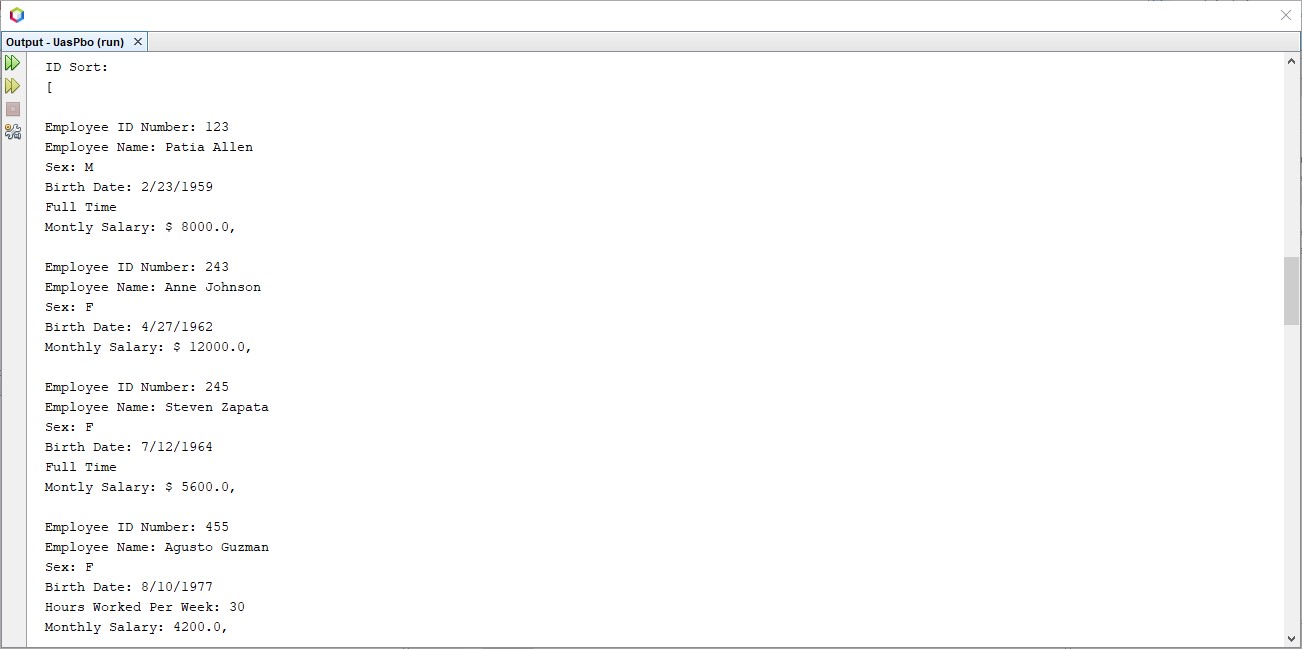 Output - UasPbo (run)
ID Sort:
[
Employee ID Number: 123
Employee Name: Patia Allen
Sex: M
Birth Date: 2/23/1959
Full Time
Montly Salary: $ 8000.0,
Employee ID Number: 243
Employee Name: Anne Johnson
Sex: F
Birth Date: 4/27/1962
Monthly Salary: $ 12000.0,
Employee ID Number: 245
Employee Name: Steven Zapata
Sex: F
Birth Date: 7/12/1964
Full Time
Montly Salary: $ 5600.0,
Employee ID Number: 455
Employee Name: Agusto Guzman
Sex: F
Birth Date: 8/10/1977
Hours Worked Per Week: 30
Monthly Salary: 4200.0,